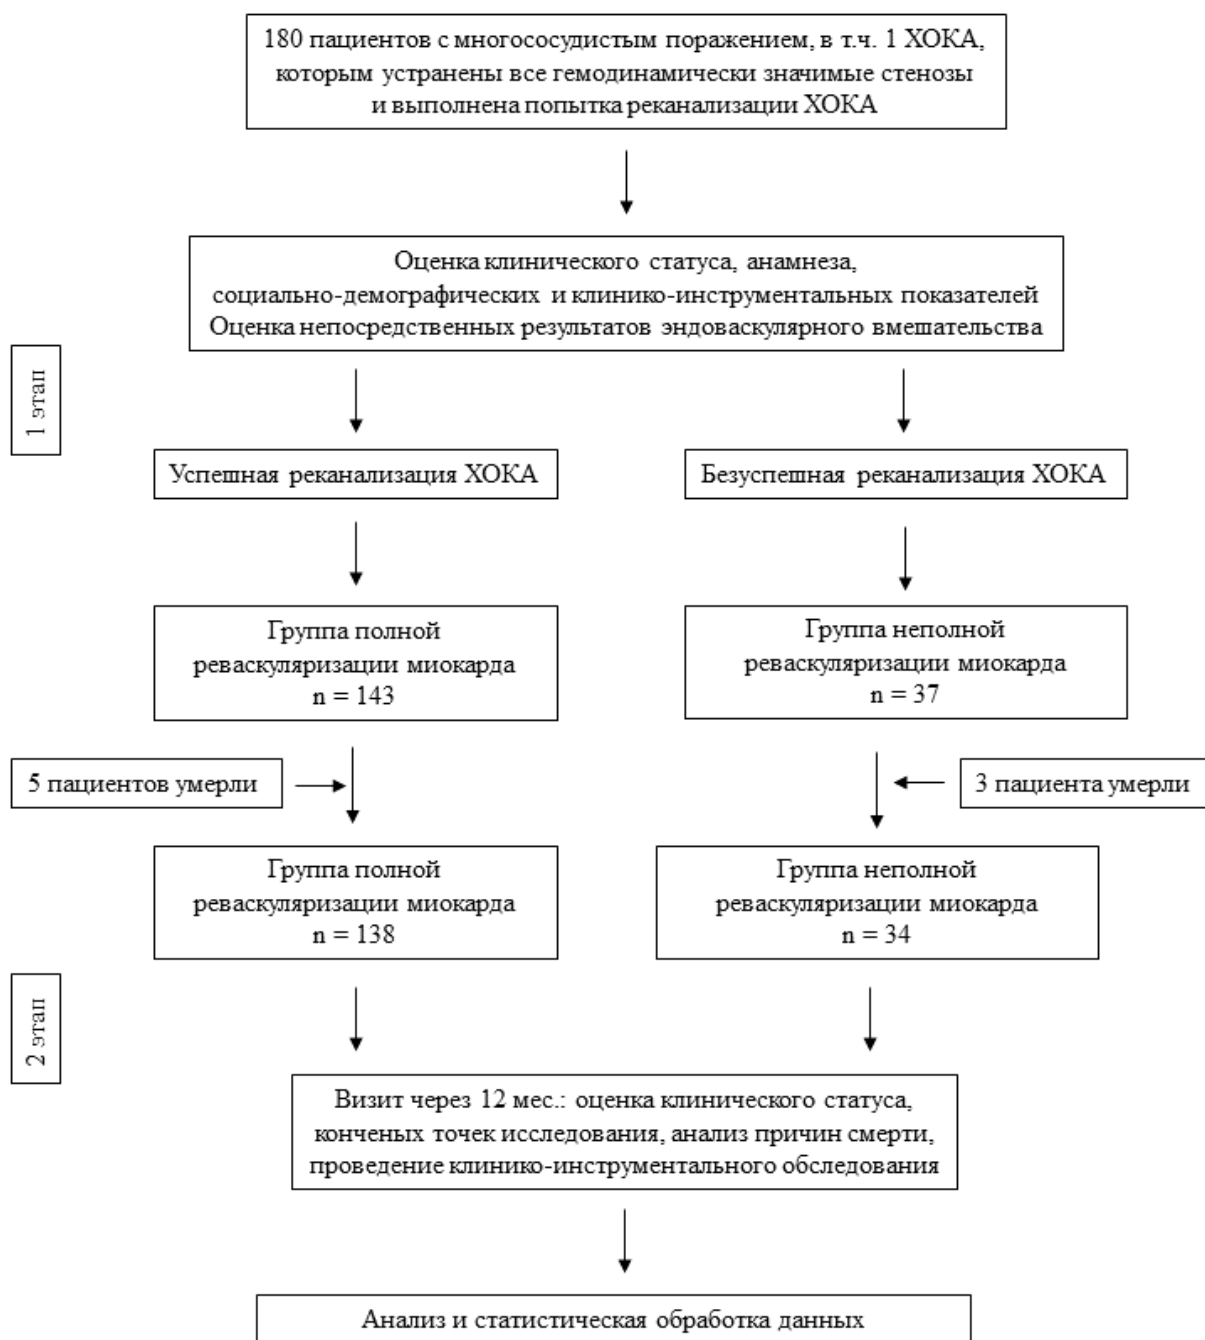 180 пациентов с многососудистым поражением, в т.ч. 1 ХОКА,
которым устранены все гемодинамически значимые стенозы
и выполнена попытка реканализации ХОКА
Оценка клинического статуса, анамнеза,
социально-демографических и клинико-инструментальных показателей
Оценка непосредственных результатов эндоваскулярного вмешательства
1 этап
Успешная реканализация ХОКА
Безуспешная реканализация ХОКА
Группа полной
реваскуляризации миокарда
n = 143
Группа неполной
реваскуляризации миокарда
n = 37
5 пациентов умерли
3 пациента умерли
Группа полной
реваскуляризации миокарда
n = 138
Группа неполной
реваскуляризации миокарда
n = 34
2 этап
Визит через 12 мес.: оценка клинического статуса,
конченых точек исследования, анализ причин смерти,
проведение клинико-инструментального обследования
Анализ и статистическая обработка данных